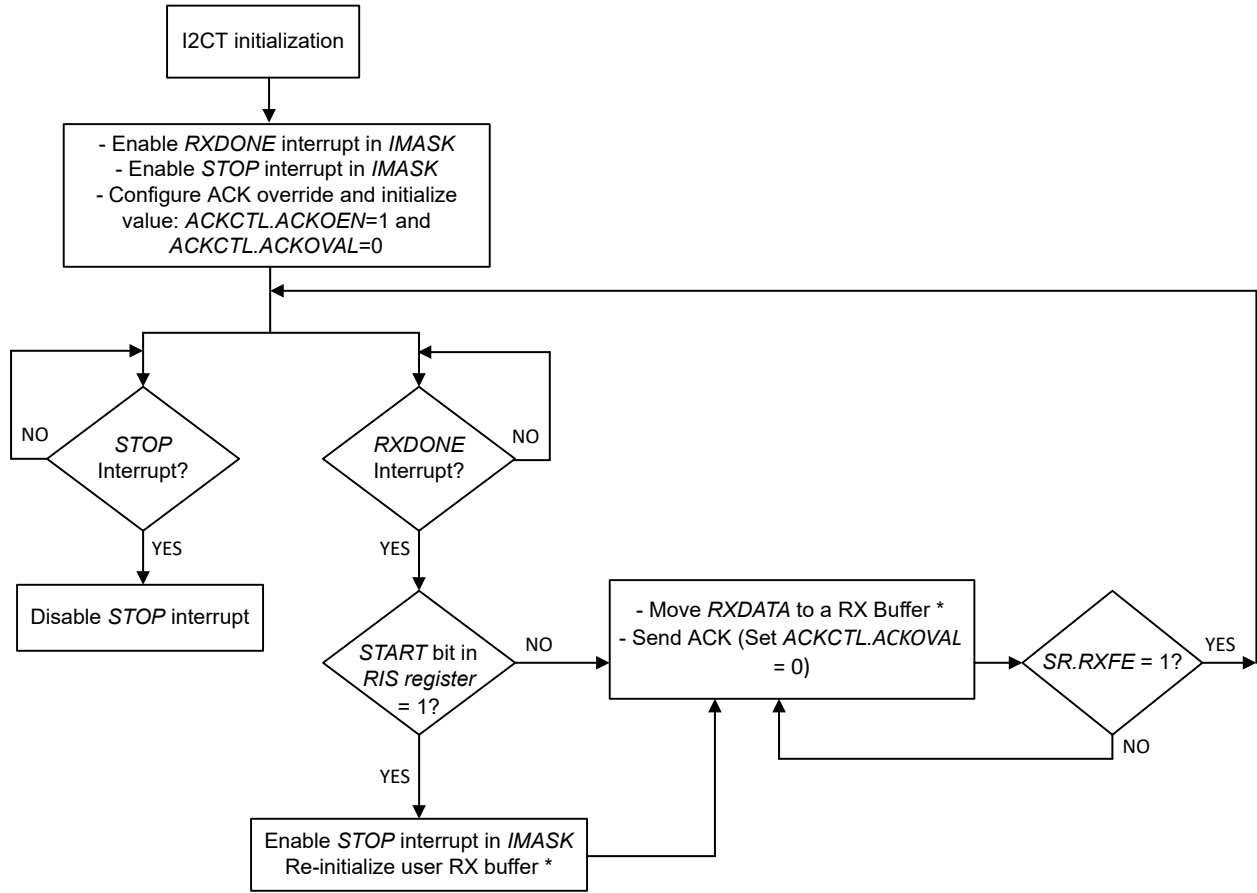 I2CT initialization
- Enable RXDONE interrupt in IMASK
- Enable STOP interrupt in IMASK
- Configure ACK override and initialize
value: ACKCTL.ACKOEN=1 and
ACKCTL.ACKOVAL=0
NO
STOP
Interrupt?
YES
Disable STOP interrupt
RXDONE
Interrupt?
NO
YES
START bit in
RIS register
= 1?
NO
YES
Enable STOP interrupt in IMASK
Re-initialize user RX buffer *
- Move RXDATA to a RX Buffer *
- Send ACK (Set ACKCTL.ACKOVAL
= 0)
SR.RXFE = 1?
YES
NO